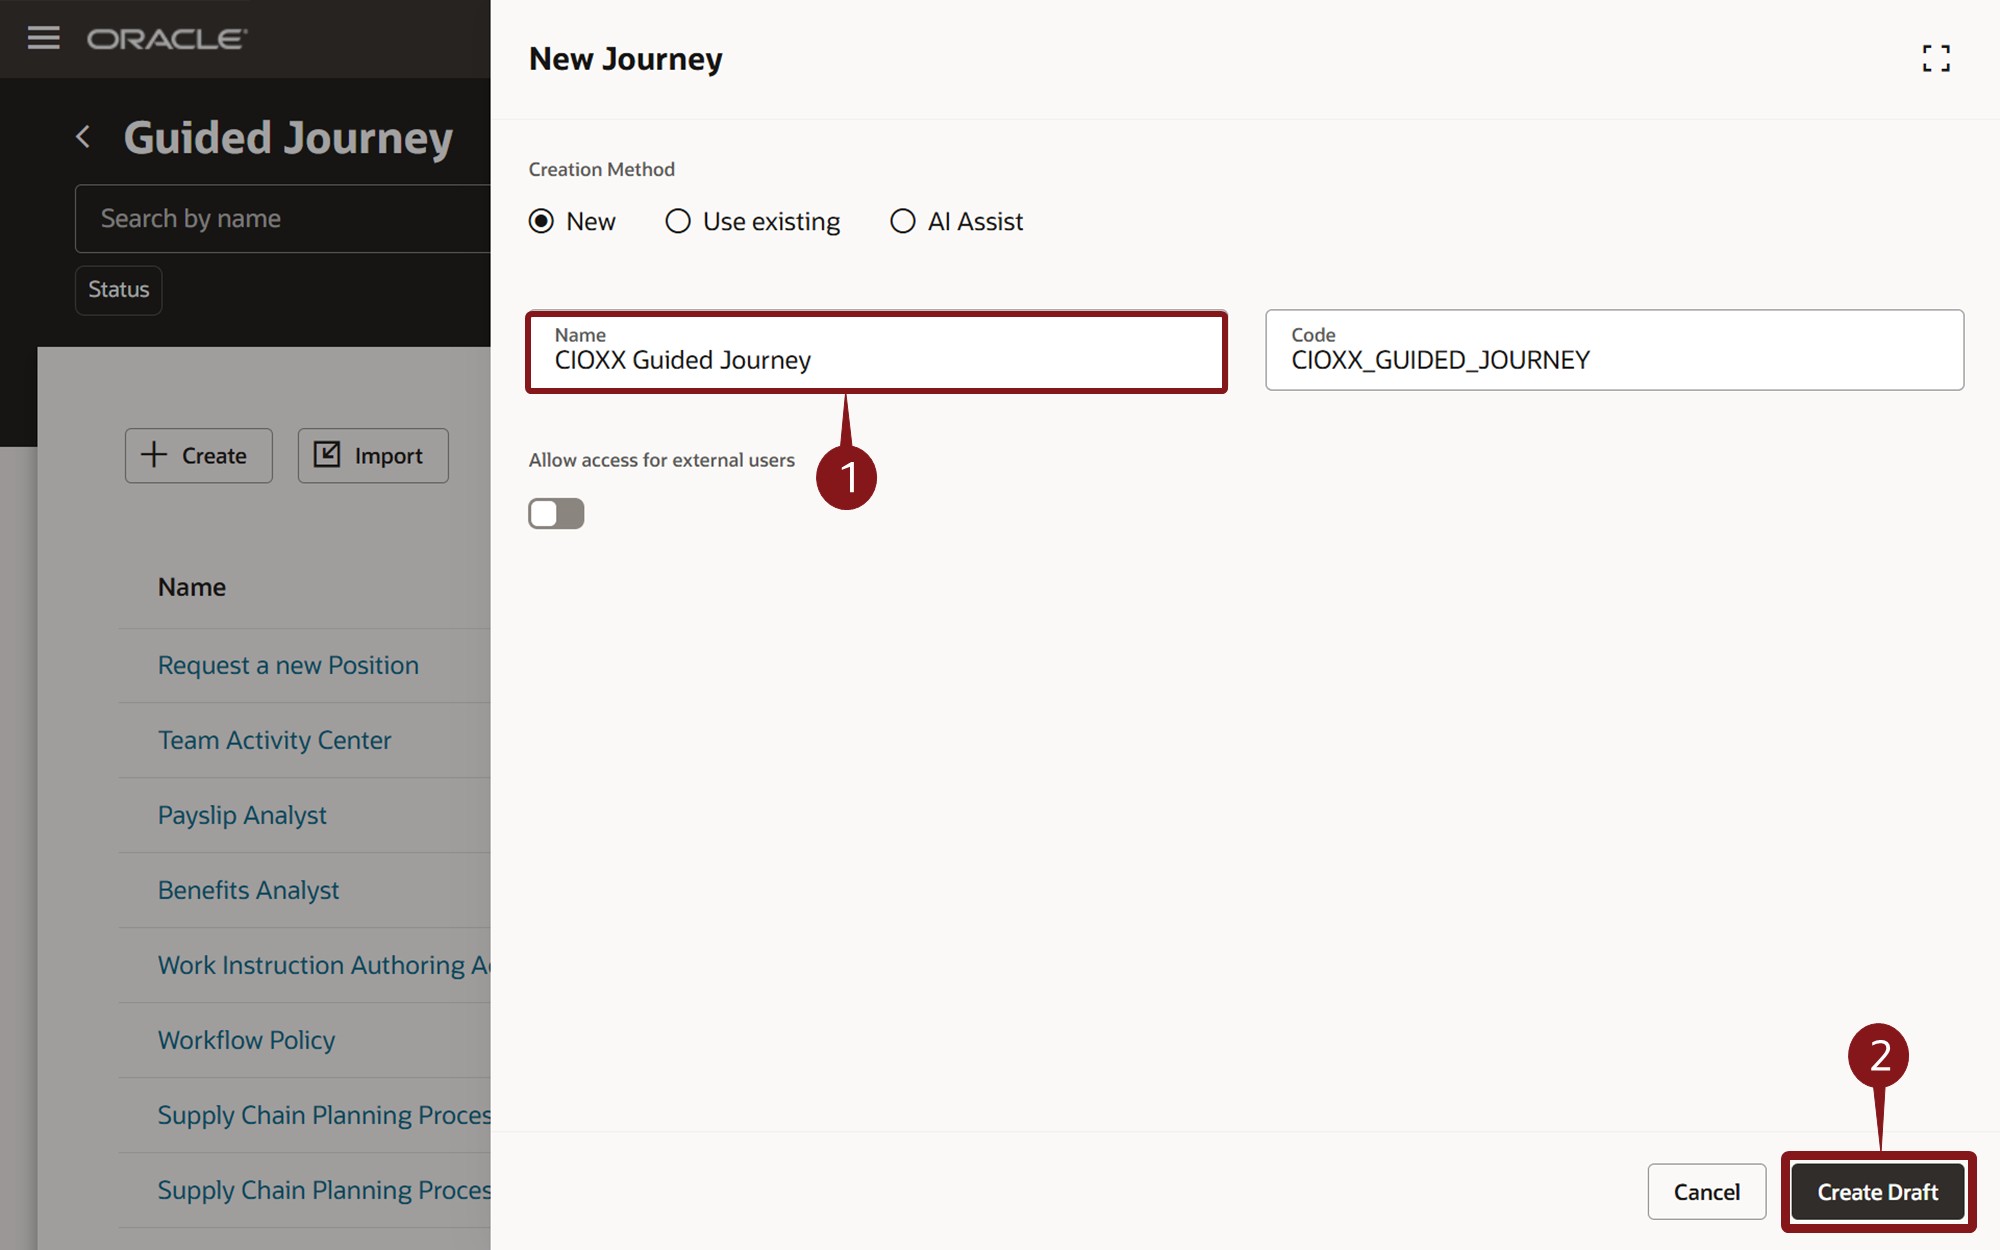 ORACLE
Guided Journey
Search by name
Status
Create
Import
Name
Request a new Position
Team Activity Center
Payslip Analyst
Benefits Analyst
Work Instruction Authoring
Workflow Policy
Supply Chain Planning
Supply Chain Planning
New Journey
Creation Method
New
Use existing
AI Assist
Name
CIOXX Guided Journey
Code
CIOXX_GUIDED_JOURNEY
1
Allow access for external users
2
Cancel
Create Draft